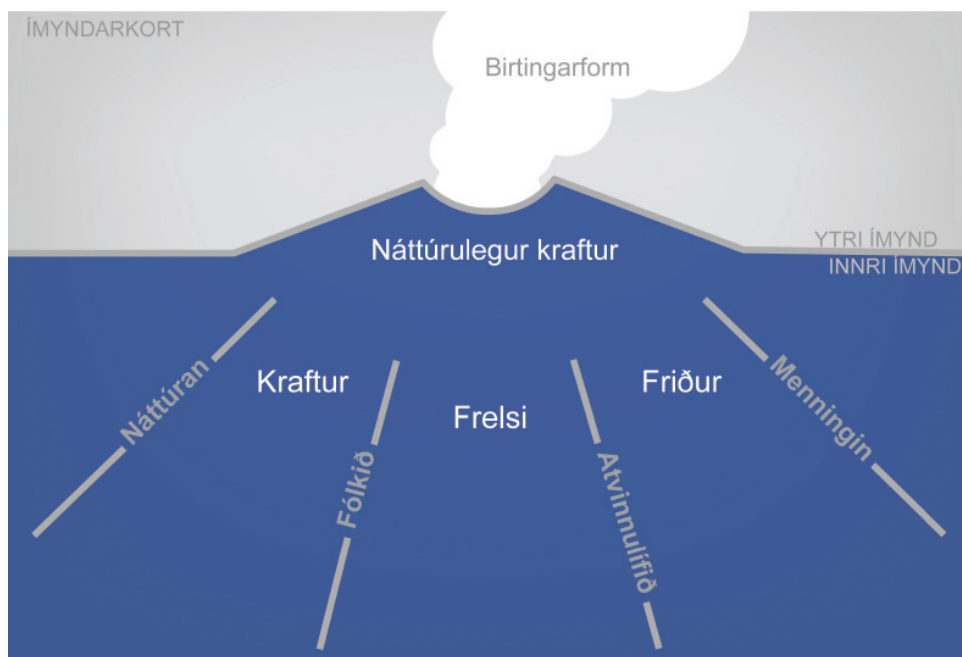 ÍMYNDARKORT
Birtingarform
YTRI ÍMYND
INNRI ÍMYND
Náttúrulegur kraftur
Náttúran
Kraftur
Fólkið
Frelsi
Atvinnulífið
Friður
Menningin